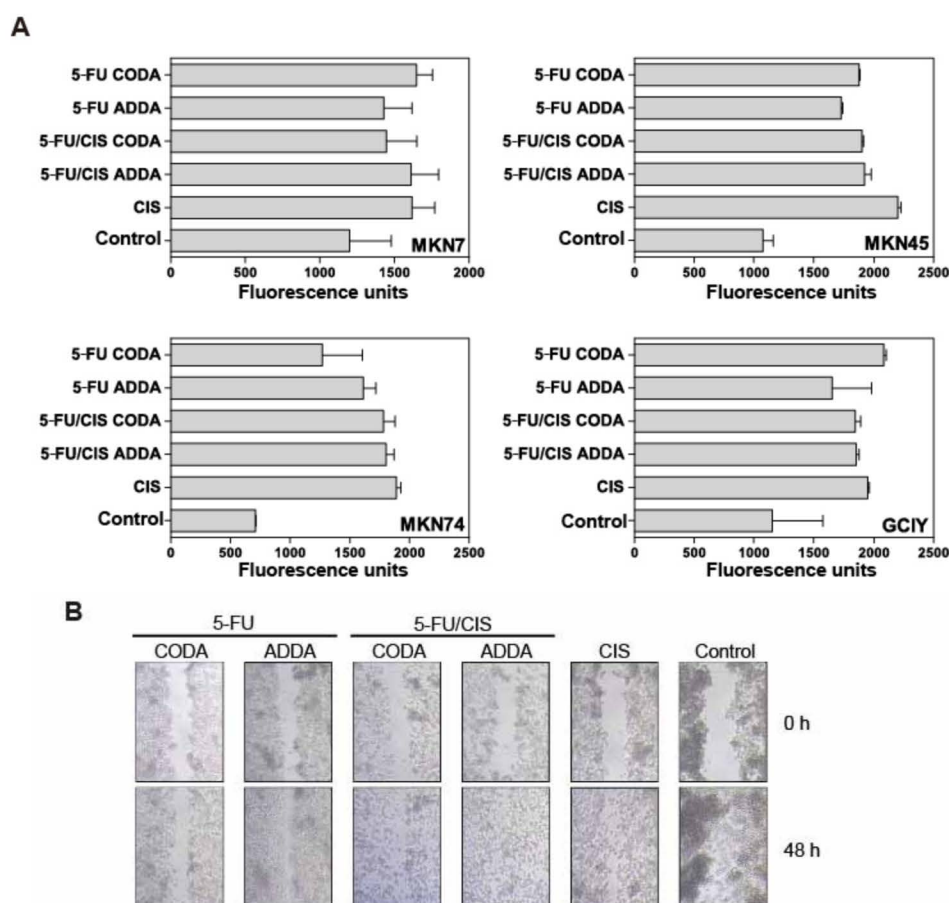 A
5-FU CODA
5-FU ADDA
5-FU/CIS CODA
5-FU/CIS ADDA
CIS
Control
MKN7
0 500 1000 1500 2000
Fluorescence units
5-FU CODA
5-FU ADDA
5-FU/CIS CODA
5-FU/CIS ADDA
CIS
Control
MKN45
0 500 1000 1500 2000 2500
Fluorescence units
5-FU CODA
5-FU ADDA
5-FU/CIS CODA
5-FU/CIS ADDA
CIS
Control
MKN74
0 500 1000 1500 2000 2500
Fluorescence units
5-FU CODA
5-FU ADDA
5-FU/CIS CODA
5-FU/CIS ADDA
CIS
Control
GCIY
0 500 1000 1500 2000 2500
Fluorescence units
B
5-FU 5-FU/CIS
CODA ADDA CODA ADDA CIS Control
0 h
48 h